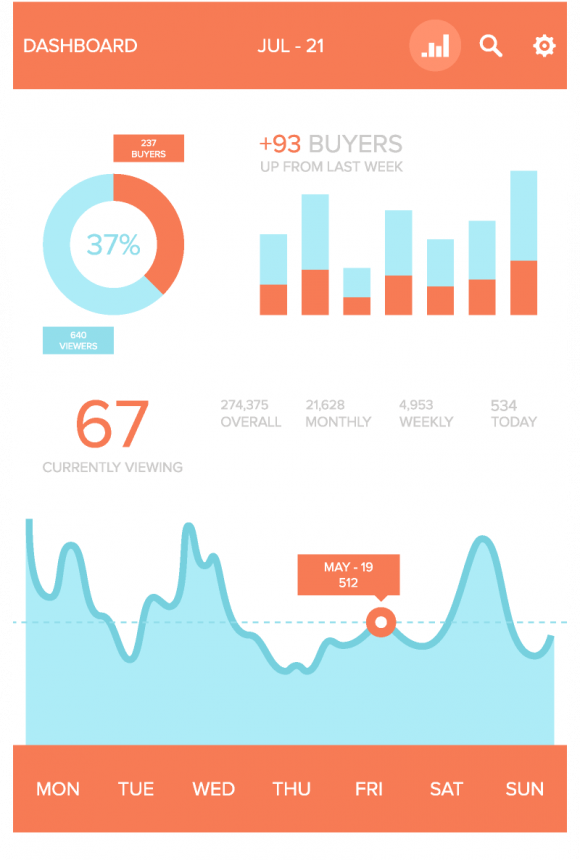 DASHBOARD
JUL - 21
237
BUYERS
37%
640
VIEWERS
+93 BUYERS
UP FROM LAST WEEK
67
CURRENTLY VIEWING
274,375
OVERALL
21,628
MONTHLY
4,953
WEEKLY
534
TODAY
MAY - 19
512
MON TUE WED THU FRI SAT SUN